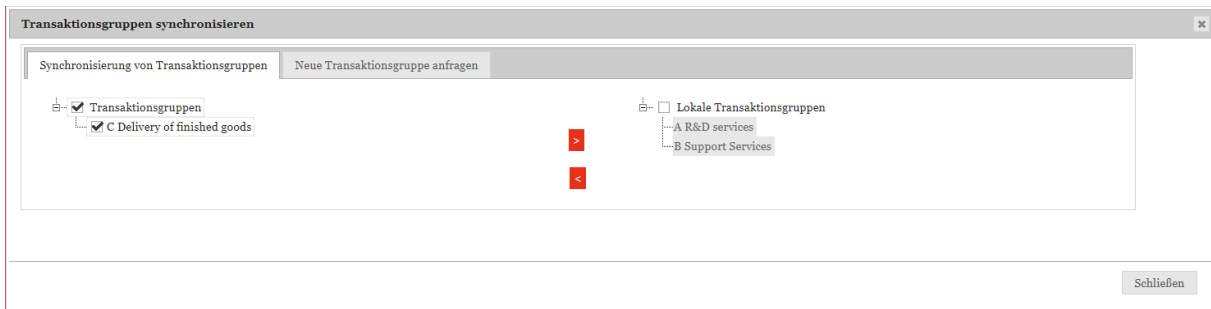 Transaktionsgruppen synchronisieren
Synchronisierung von Transaktionsgruppen
Neue Transaktionsgruppe anfragen
Transaktionsgruppen
C Delivery of finished goods
>
<
Lokale Transaktionsgruppen
A R&D services
B Support Services
Schließen